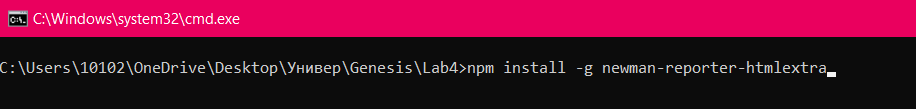 C:\Windows\system32\cmd.exe
C:\Users\10102\OneDrive\Desktop\Универ\Genesis\Lab4>npm install -g newman-reporter-htmlextra